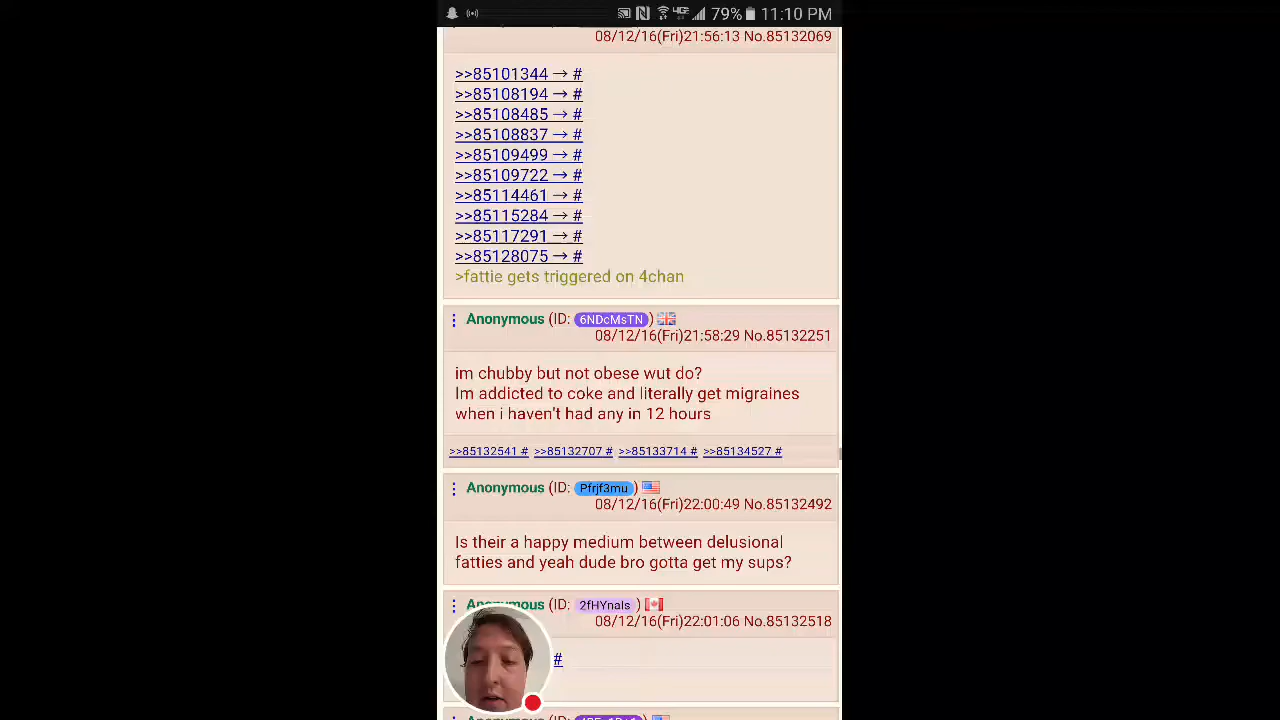 79% 11:10 PM
08/12/16(Fri)21:56:13 No.85132069
>>85101344 → #
>>85108194 → #
>>85108485 → #
>>85108837 → #
>>85109499 → #
>>85109722 → #
>>85114461 → #
>>85115284 → #
>>85117291 → #
>>85128075 → #
>fattie gets triggered on 4chan
Anonymous (ID: 6NDcMsTN)
08/12/16(Fri)21:58:29 No.85132251
im chubby but not obese wut do?
Im addicted to coke and literally get migraines
when i haven't had any in 12 hours
>>85132541 # >>85132707 # >>85133714 # >>85134527 #
Anonymous (ID: Pfrjf3mu)
08/12/16(Fri)22:00:49 No.85132492
Is their a happy medium between delusional
fatties and yeah dude bro gotta get my sups?
Anonymous (ID: 2fHYnaIs)
08/12/16(Fri)22:01:06 No.85132518
#